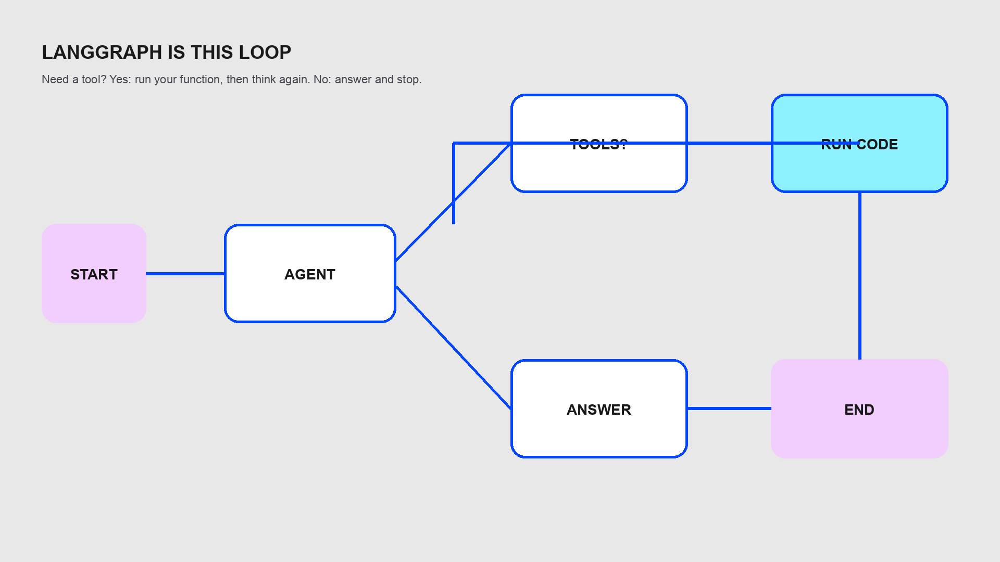 LANGGRAPH IS THIS LOOP
Need a tool? Yes: run your function, then think again. No: answer and stop.
TOOLS?
RUN CODE
START
AGENT
ANSWER
END